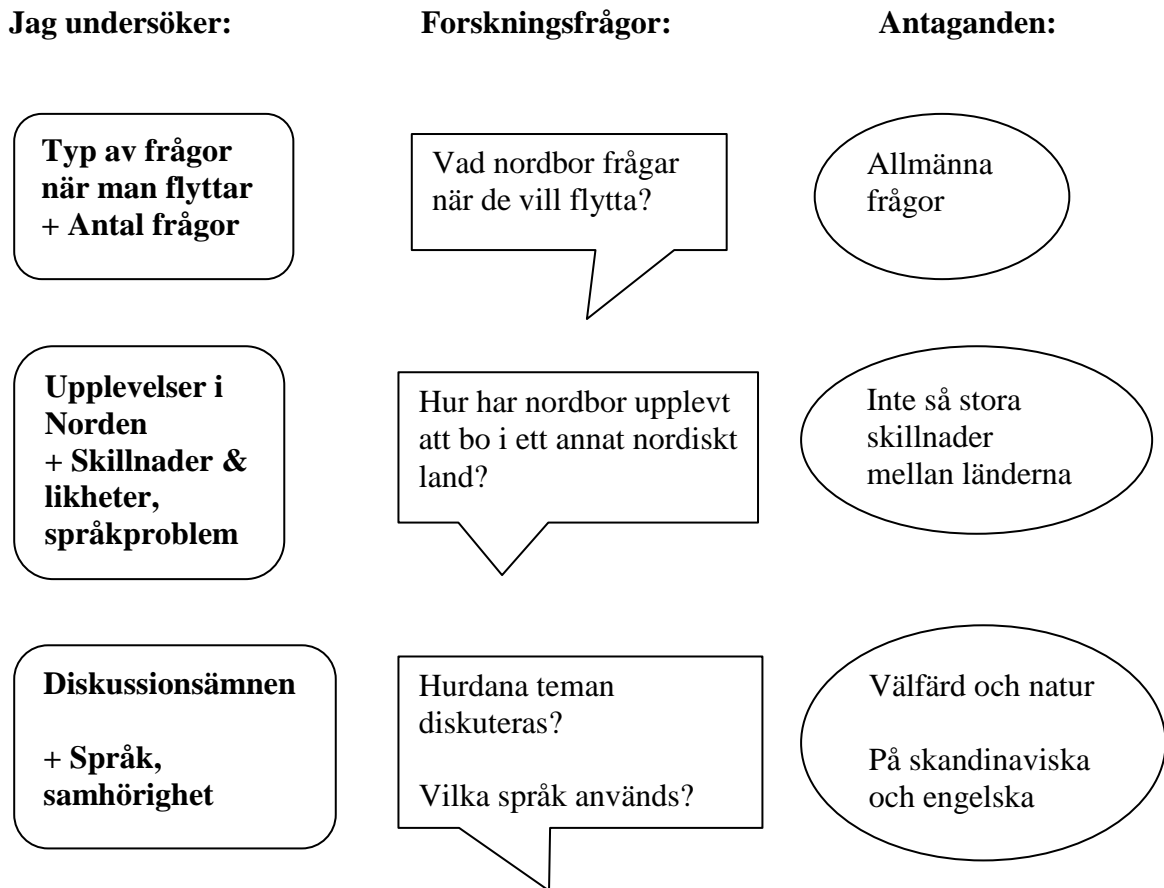 Jag undersöker:
Forskningsfrågor:
Antaganden:
Typ av frågor
när man flyttar
+ Antal frågor
Vad nordbor frågar
när de vill flytta?
Allmänna
frågor
Upplevelser i
Norden
+ Skillnader &
likheter,
språkproblem
Hur har nordbor upplevt
att bo i ett annat nordiskt
land?
Inte så stora
skillnader
mellan länderna
Diskussionsämnen
+ Språk,
samhörighet
Hurdana teman
diskuteras?
Vilka språk används?
Välfärd och natur
På skandinaviska
och engelska